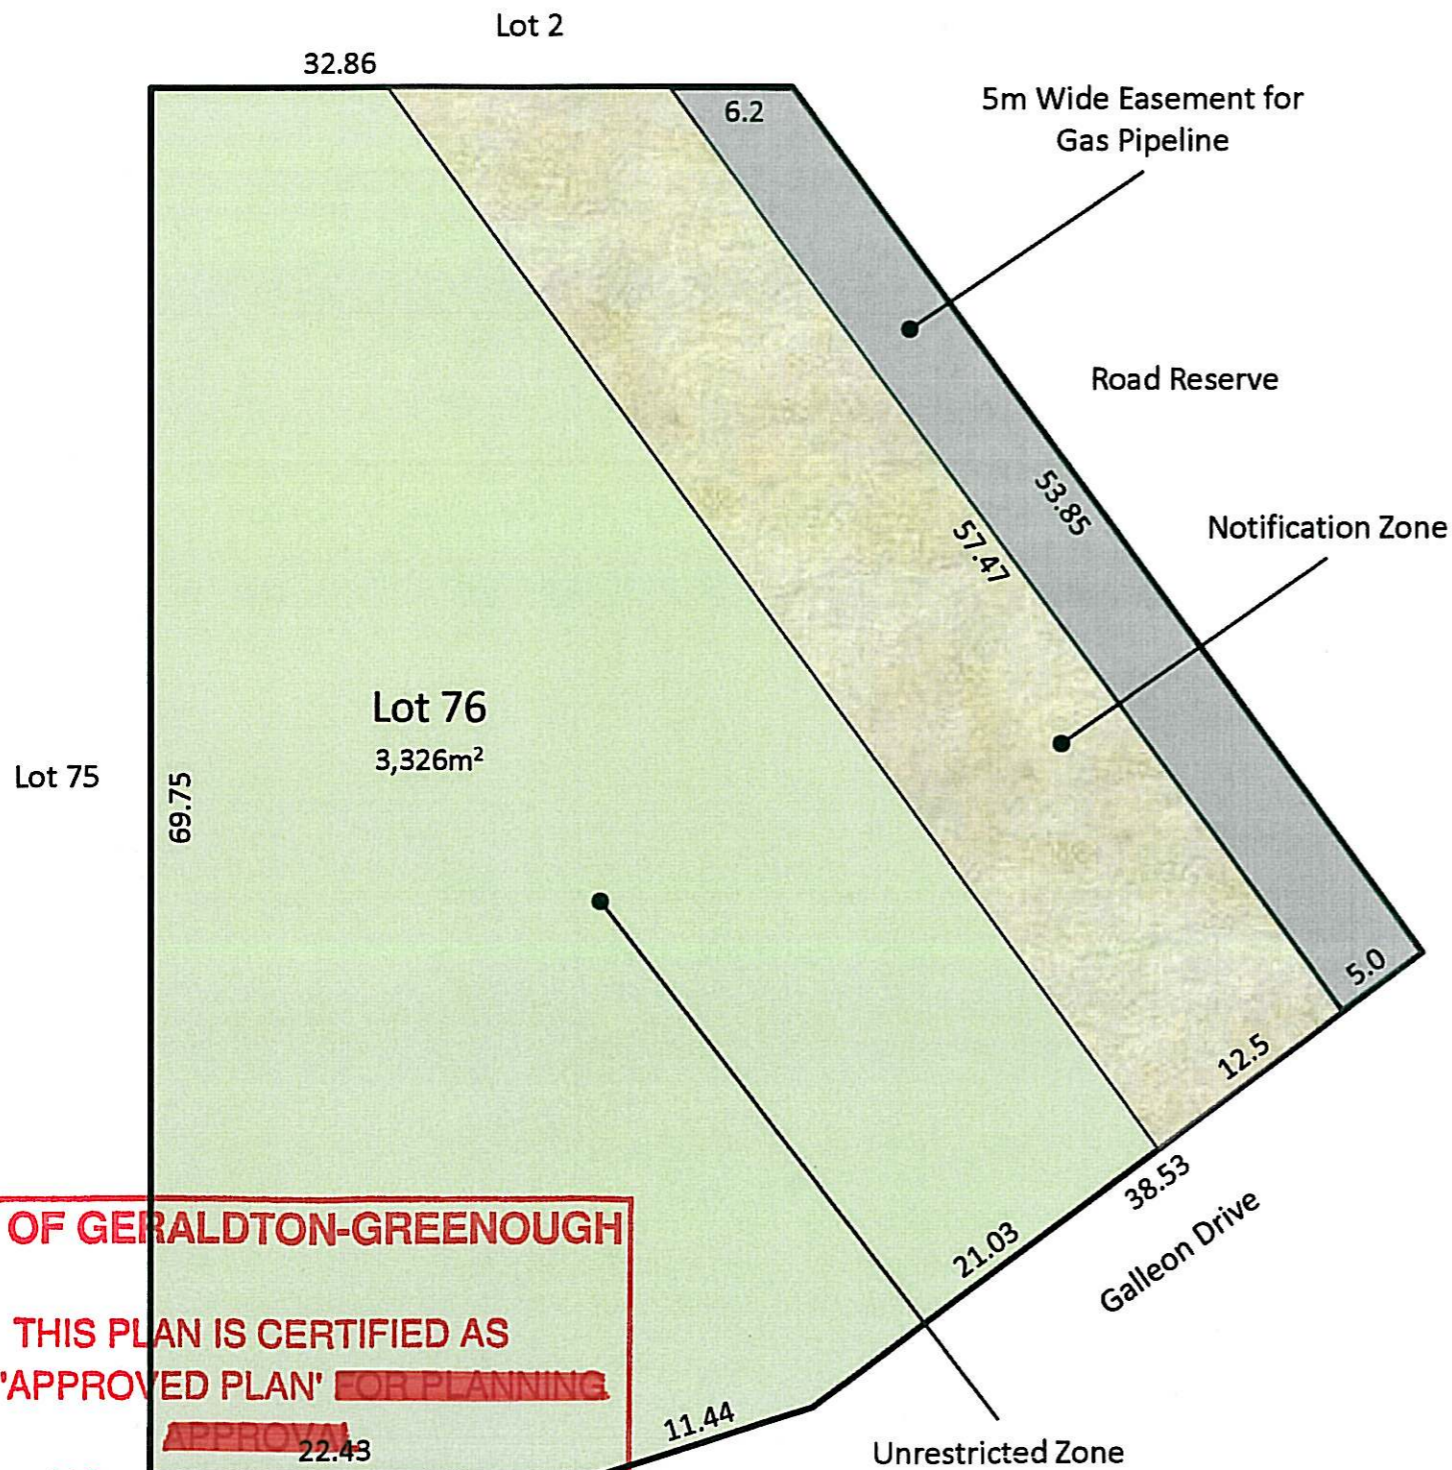 Lot 2
32.86
6.2
5m Wide Easement for
Gas Pipeline
Road Reserve
53.85
57.47
Notification Zone
Lot 76
3,326m²
Lot 75
69.75
5.0
12.5
38.53
21.03
Galleon Drive
OF GERALDTON-GREENOUGH
THIS PLAN IS CERTIFIED AS
'APPROVED PLAN' FOR PLANNING
APPROVAL
22.43
11.44
Unrestricted Zone